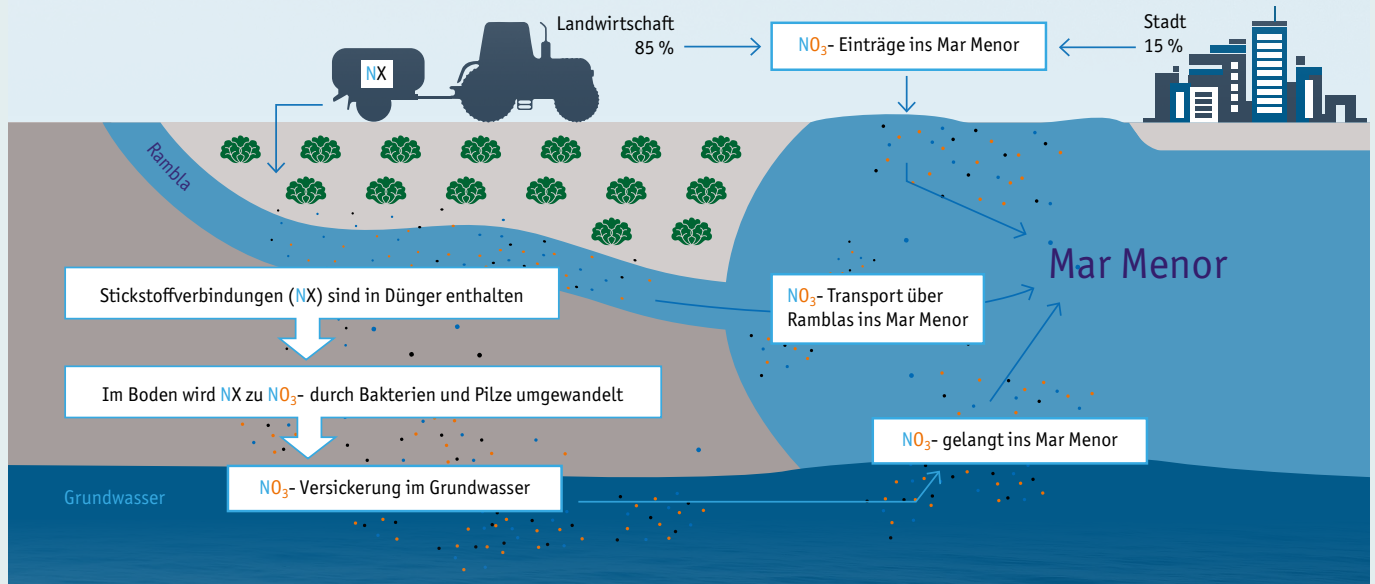 Landwirtschaft
85 %
NO₃- Einträge ins Mar Menor
Stadt
15 %
NX
Rambla
Mar Menor
Stickstoffverbindungen (NX) sind in Dünger enthalten
NO₃- Transport über
Ramblas ins Mar Menor
Im Boden wird NX zu NO₃- durch Bakterien und Pilze umgewandelt
NO₃- gelangt ins Mar Menor
Grundwasser
NO₃- Versickerung im Grundwasser